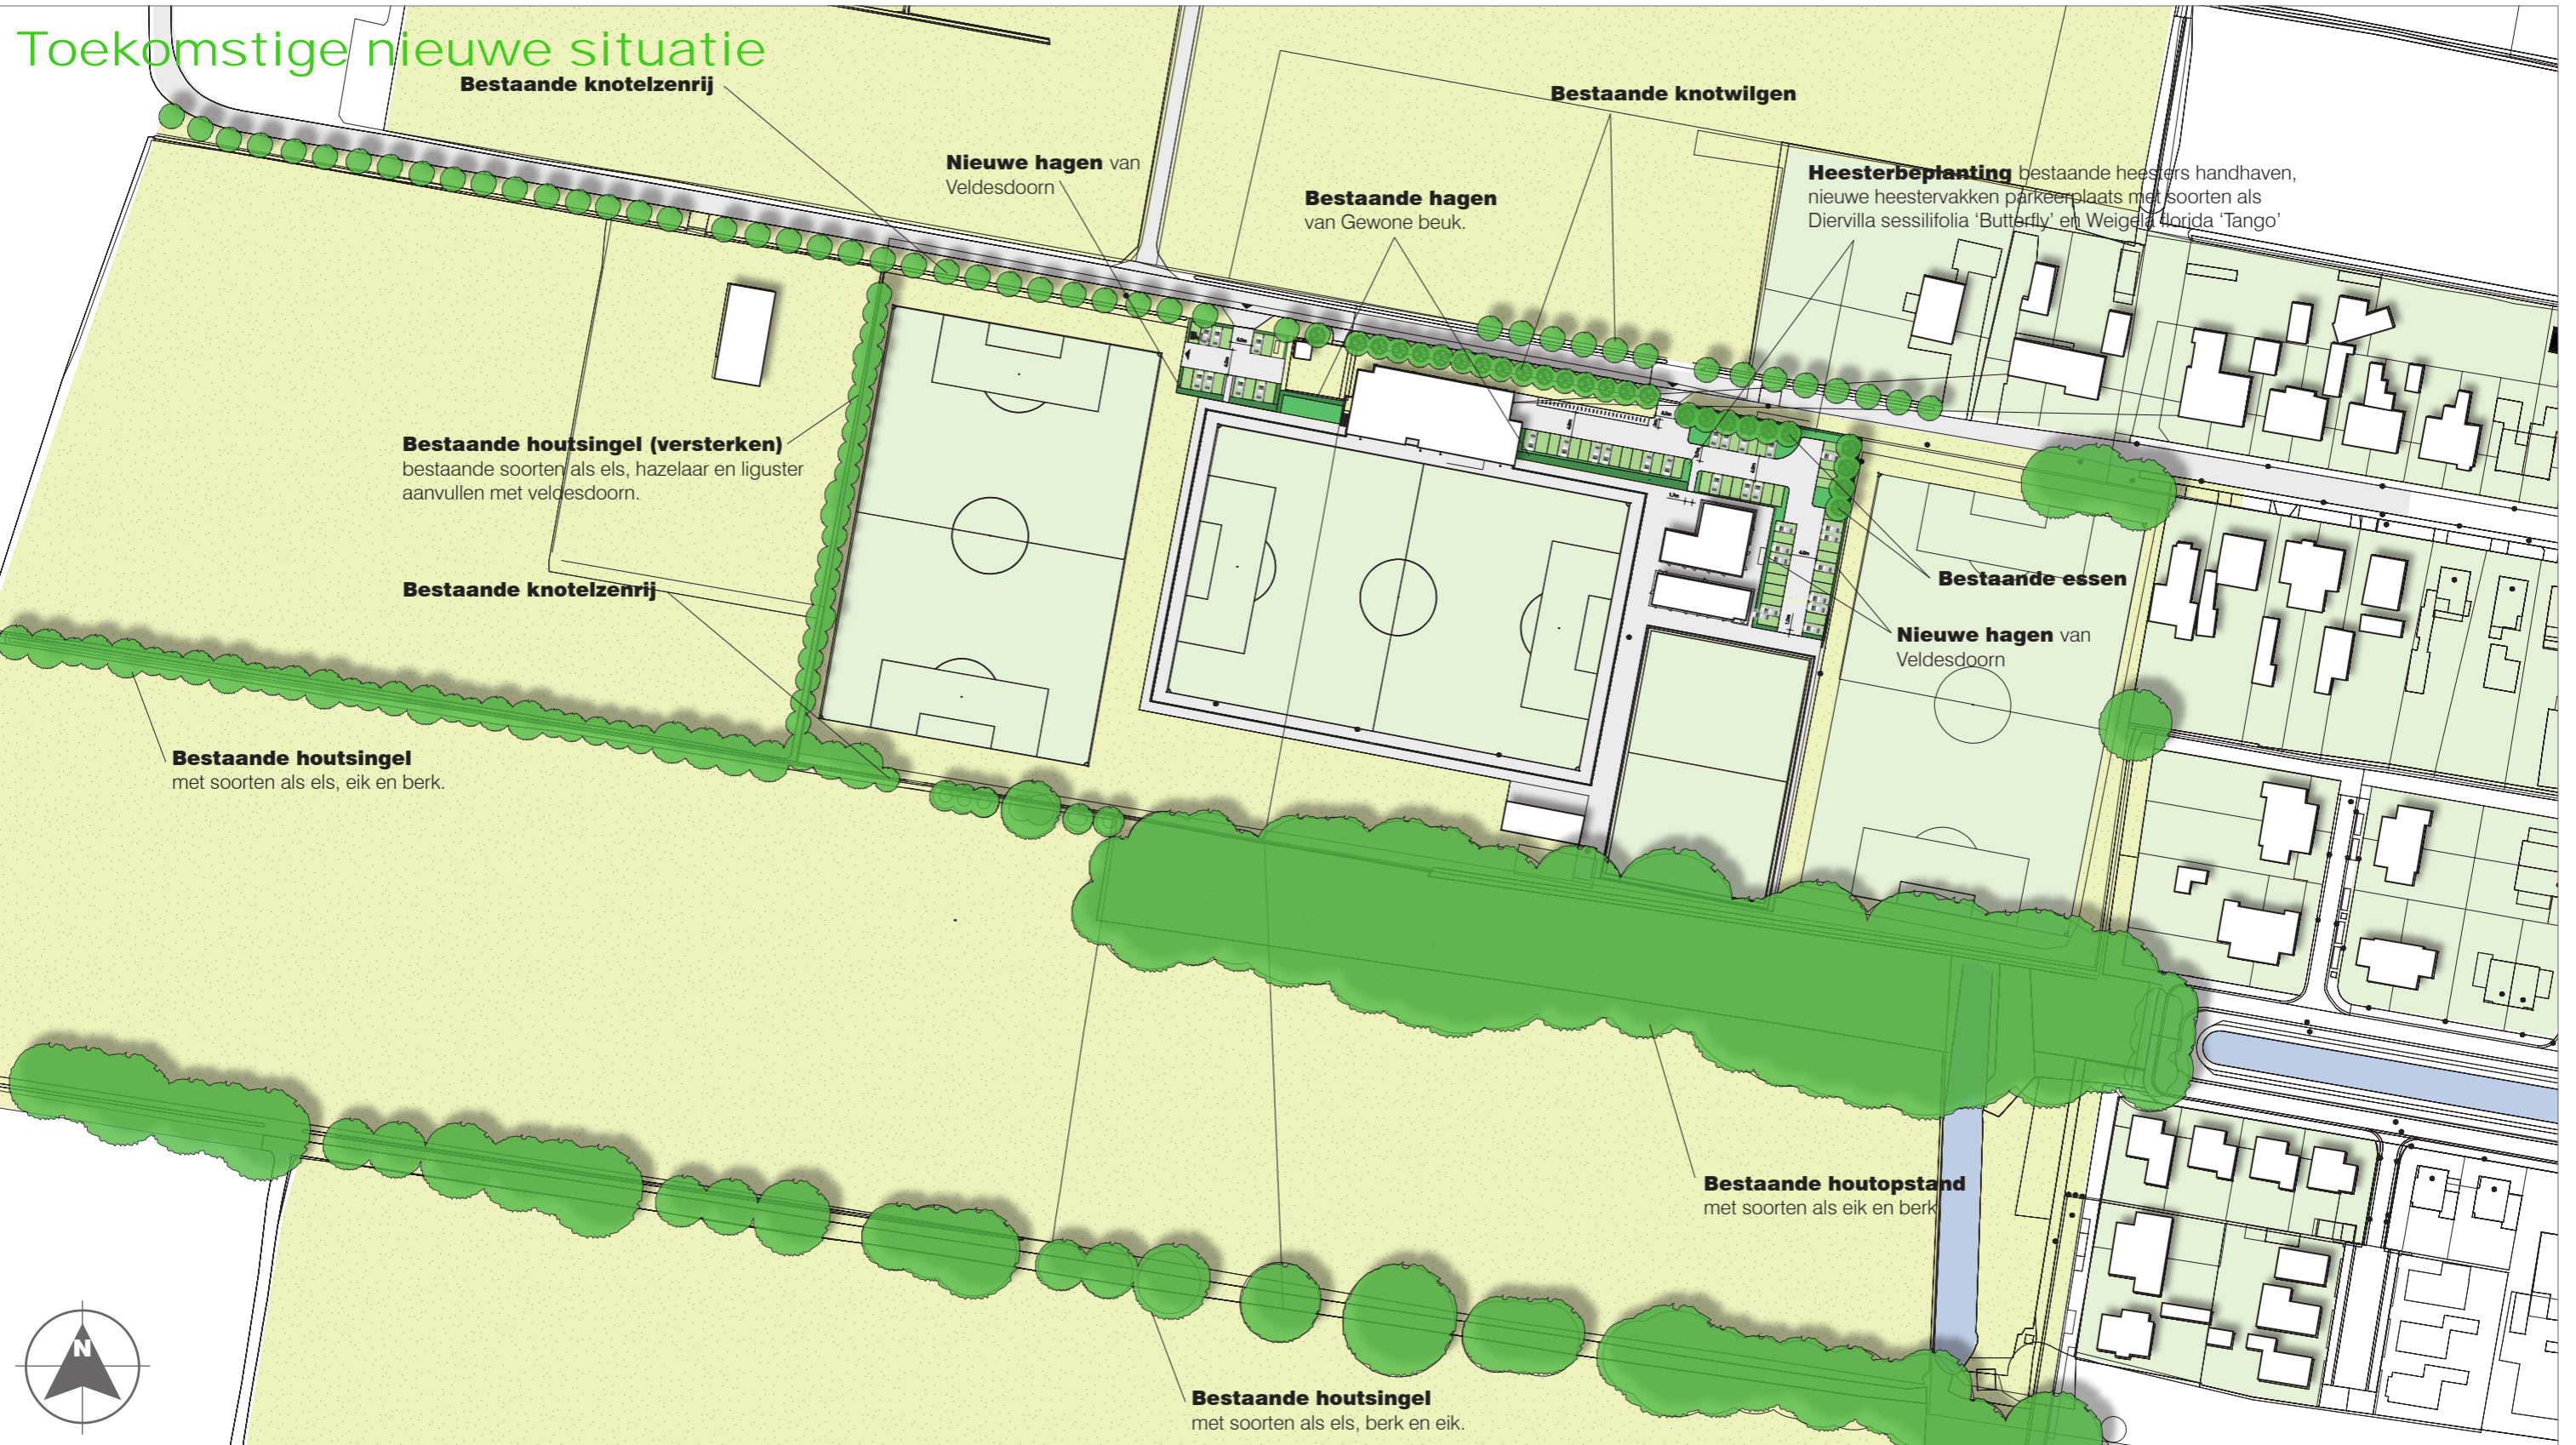 Toekomstige nieuwe situatie
Bestaande knotelzenrij
Bestaande knotwilgen
Nieuwe hagen van
Veldesdoorn
Bestaande hagen
van Gewone beuk.
Heesterbeplanting bestaande heesters handhaven,
nieuwe heestervakken parkeerplaats met soorten als
Diervilla sessilifolia ‘Butterfly’ en Weigela florida ‘Tango’
Bestaande houtsingel (versterken)
bestaande soorten als els, hazelaar en liguster
aanvullen met veldesdoorn.
Bestaande knotelzenrij
Bestaande essen
Nieuwe hagen van
Veldesdoorn
Bestaande houtsingel
met soorten als els, eik en berk.
Bestaande houtopstand
met soorten als eik en berk
Bestaande houtsingel
met soorten als els, berk en eik.
N